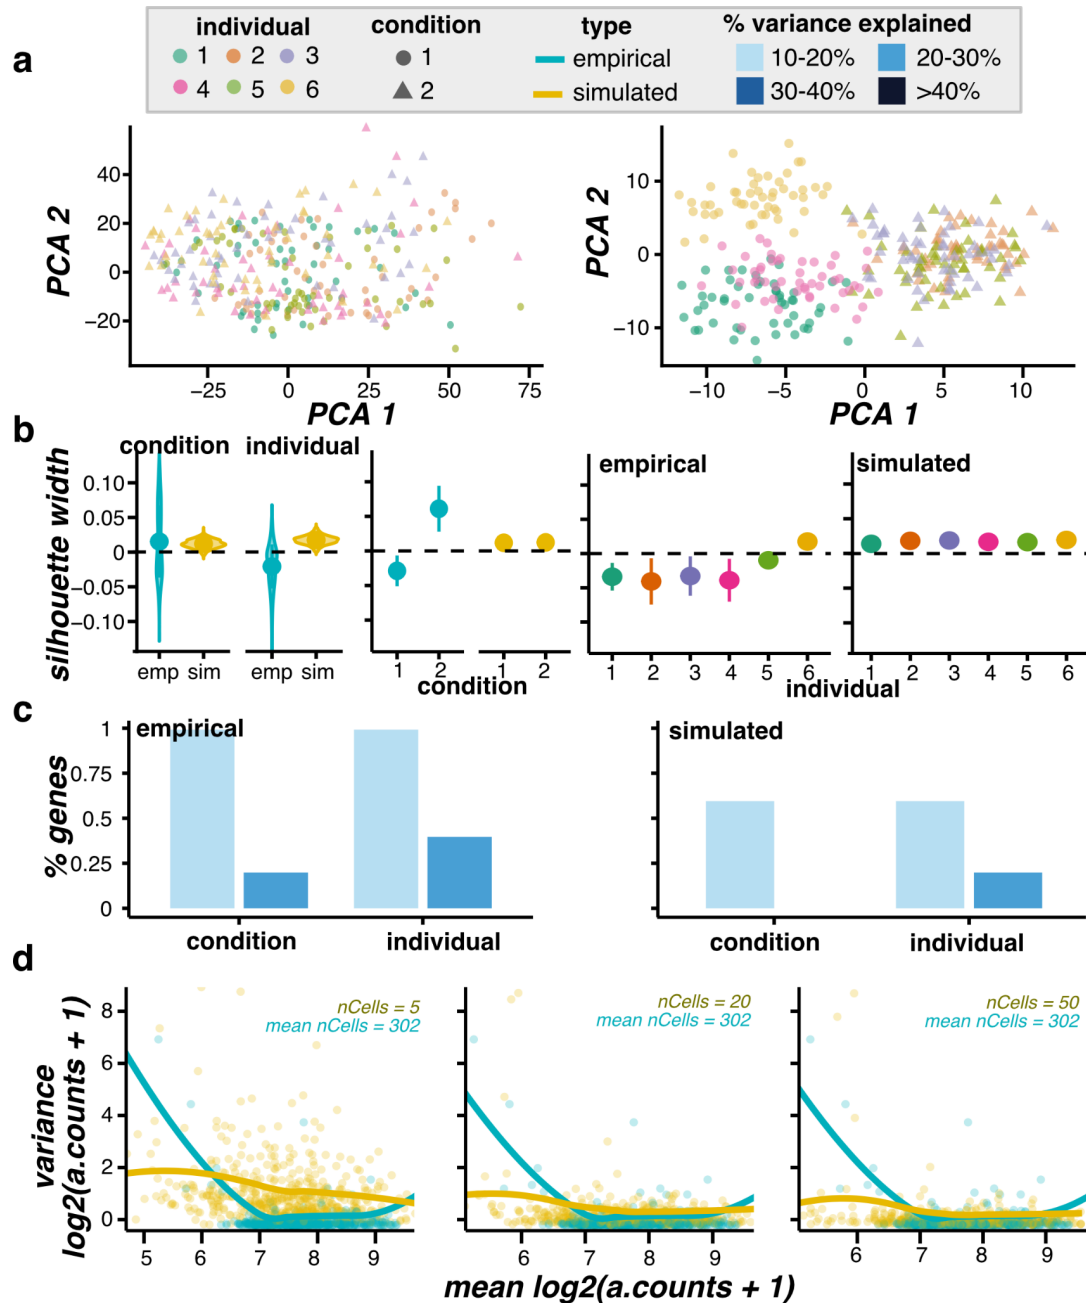 individual
condition
type
% variance explained
1 2 3
1
empirical
10-20% 20-30%
4 5 6
2
simulated
30-40% >40%
a
PCA 2
40
20
0
−20
−25 0 25 50 75
PCA 1
PCA 2
10
0
−10
−10 −5 0 5 10
PCA 1
b
silhouette width
condition individual
empirical
simulated
0.10
0.05
0
−0.05
−0.10
emp sim
emp sim
1 2
1 2
condition
1 2 3 4 5 6
1 2 3 4 5 6
individual
c
% genes
empirical
simulated
1
0.75
0.5
0.25
0
condition individual
condition individual
d
variance
log2(a.counts + 1)
nCells = 5
mean nCells = 302
nCells = 20
mean nCells = 302
nCells = 50
mean nCells = 302
8
6
4
2
0
5 6 7 8 9
6 7 8 9
6 7 8 9
mean log2(a.counts + 1)